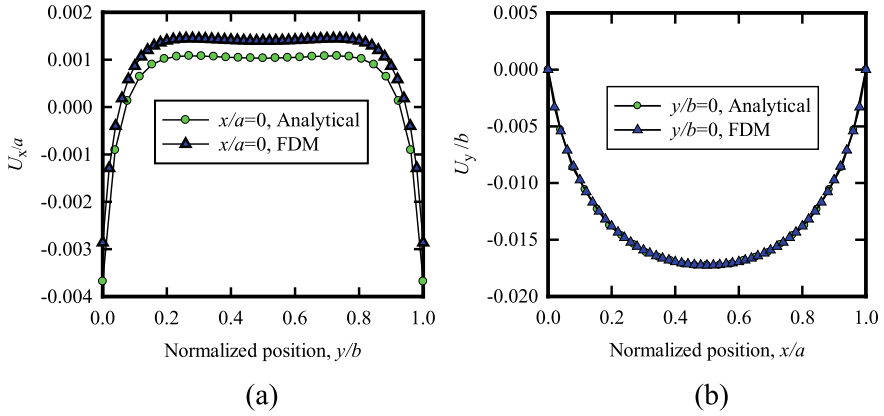 0.002
0.001
0.000
-0.001
-0.002
-0.003
-0.004
Ux/a
0.0 0.2 0.4 0.6 0.8 1.0
Normalized position, y/b
x/a=0, Analytical
x/a=0, FDM
(a)
0.005
0.000
-0.005
-0.010
-0.015
-0.020
Uy/b
0.0 0.2 0.4 0.6 0.8 1.0
Normalized position, x/a
y/b=0, Analytical
y/b=0, FDM
(b)